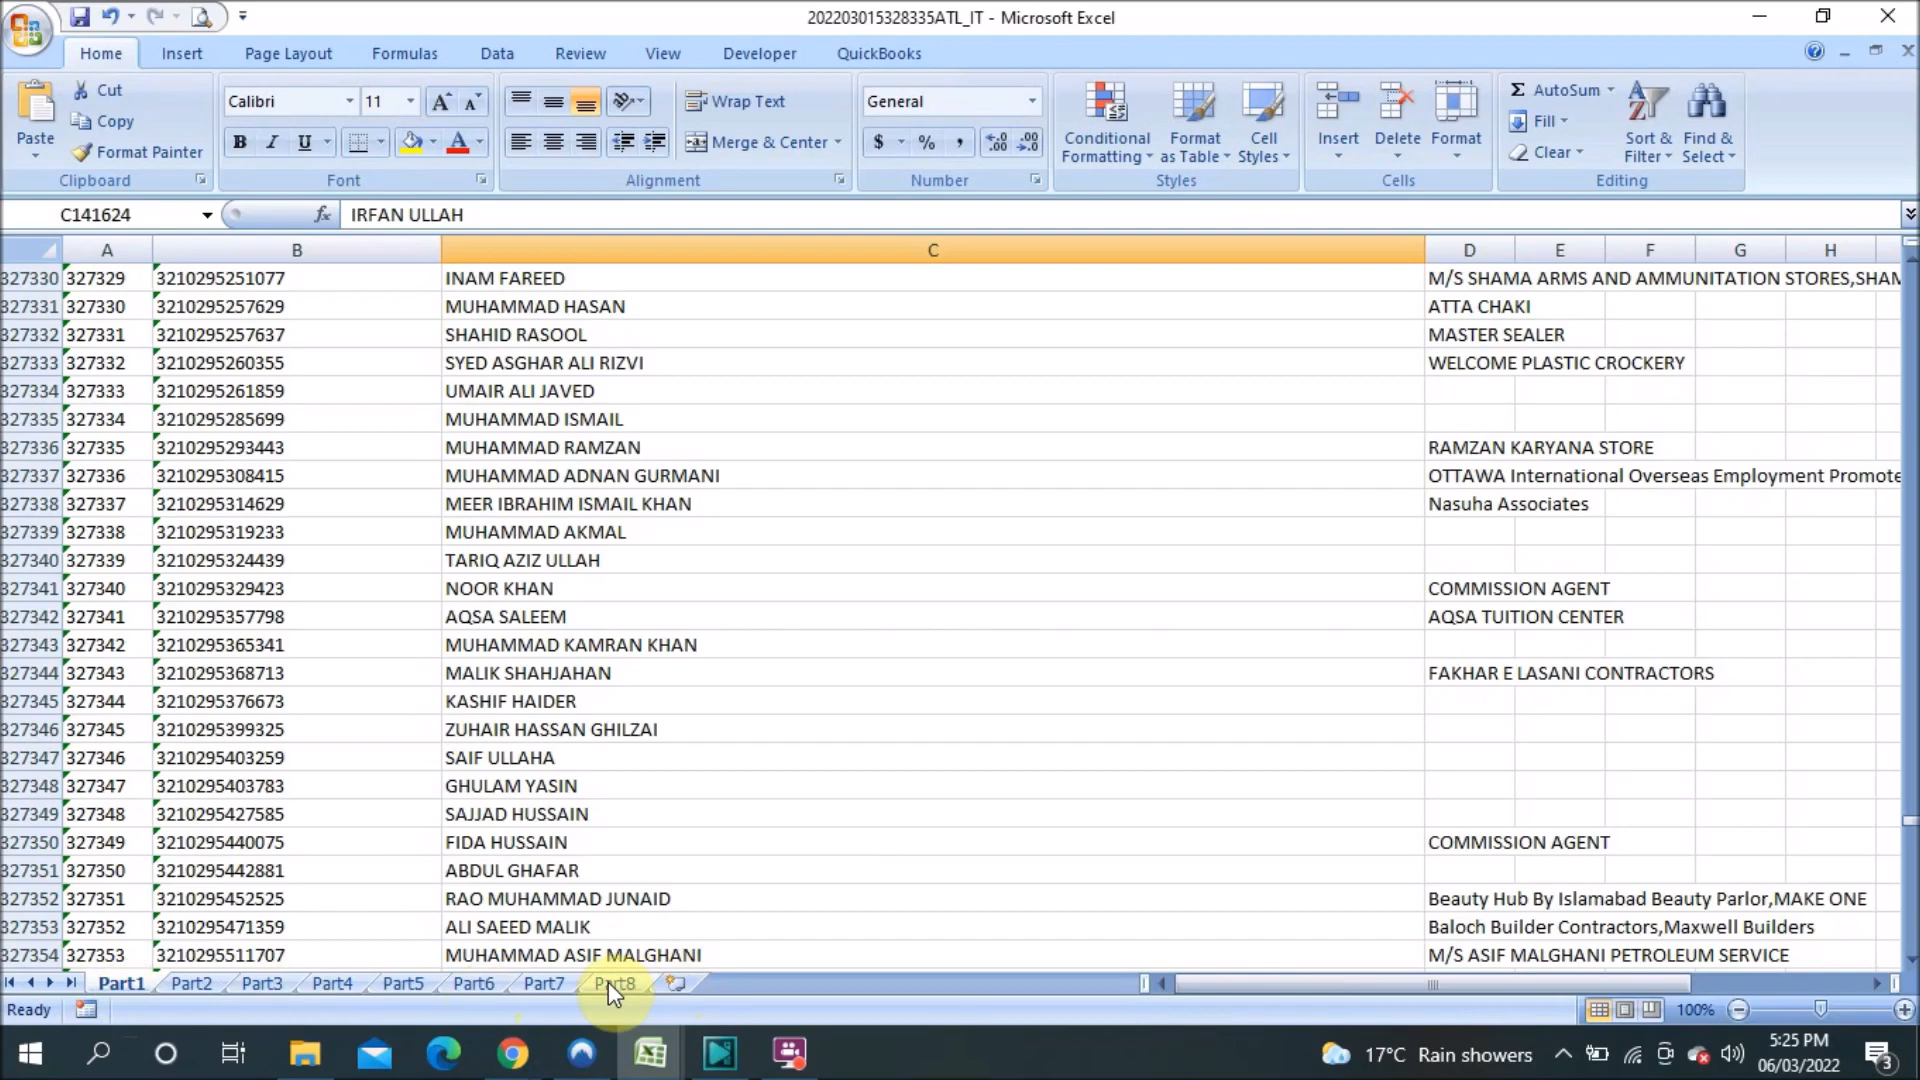 202203015328335ATL_IT - Microsoft Excel
Home Insert Page Layout Formulas Data Review View Developer QuickBooks
Paste
Cut
Copy
Format Painter
Clipboard
Calibri 11
B I U
Font
Wrap Text
Merge & Center
Alignment
General
$ % ,
Number
Conditional Formatting
Format as Table
Cell Styles
Styles
Insert Delete Format
Cells
AutoSum
Fill
Clear
Sort & Filter
Find & Select
Editing
C141624 fx IRFAN ULLAH
A B C D E F G H
327330 327329 3210295251077 INAM FAREED M/S SHAMA ARMS AND AMMUNITATION STORES,SHAM
327331 327330 3210295257629 MUHAMMAD HASAN ATTA CHAKI
327332 327331 3210295257637 SHAHID RASOOL MASTER SEALER
327333 327332 3210295260355 SYED ASGHAR ALI RIZVI WELCOME PLASTIC CROCKERY
327334 327333 3210295261859 UMAIR ALI JAVED
327335 327334 3210295285699 MUHAMMAD ISMAIL
327336 327335 3210295293443 MUHAMMAD RAMZAN RAMZAN KARYANA STORE
327337 327336 3210295308415 MUHAMMAD ADNAN GURMANI OTTAWA International Overseas Employment Promote
327338 327337 3210295314629 MEER IBRAHIM ISMAIL KHAN Nasuha Associates
327339 327338 3210295319233 MUHAMMAD AKMAL
327340 327339 3210295324439 TARIQ AZIZ ULLAH
327341 327340 3210295329423 NOOR KHAN COMMISSION AGENT
327342 327341 3210295357798 AQSA SALEEM AQSA TUITION CENTER
327343 327342 3210295365341 MUHAMMAD KAMRAN KHAN
327344 327343 3210295368713 MALIK SHAHJAHAN FAKHAR E LASANI CONTRACTORS
327345 327344 3210295376673 KASHIF HAIDER
327346 327345 3210295399325 ZUHAIR HASSAN GHILZAI
327347 327346 3210295403259 SAIF ULLAHA
327348 327347 3210295403783 GHULAM YASIN
327349 327348 3210295427585 SAJJAD HUSSAIN
327350 327349 3210295440075 FIDA HUSSAIN COMMISSION AGENT
327351 327350 3210295442881 ABDUL GHAFAR
327352 327351 3210295452525 RAO MUHAMMAD JUNAID Beauty Hub By Islamabad Beauty Parlor,MAKE ONE
327353 327352 3210295471359 ALI SAEED MALIK Baloch Builder Contractors,Maxwell Builders
327354 327353 3210295511707 MUHAMMAD ASIF MALGHANI M/S ASIF MALGHANI PETROLEUM SERVICE
Part1 Part2 Part3 Part4 Part5 Part6 Part7 Part8
Ready 100%
17°C Rain showers
5:25 PM
06/03/2022
3